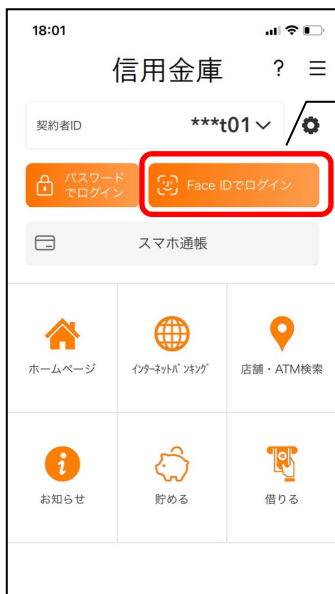 18:01
信用金庫 ?
契約者ID ***t01
パスワード
でログイン
Face IDでログイン
スマホ通帳
ホームページ
インターネットバンキング
店舗・ATM検索
お知らせ
貯める
借りる